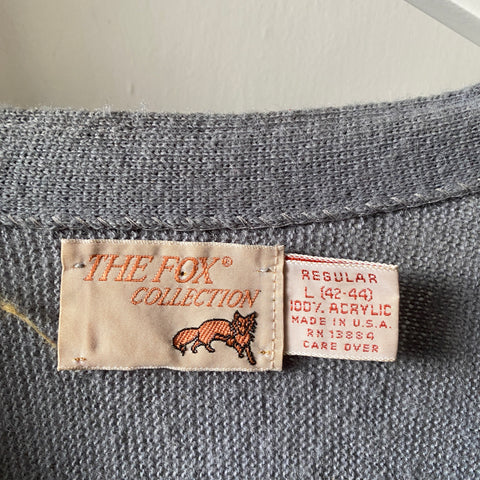 THE FOX®
COLLECTION
REGULAR
L (42-44)
100% ACRYLIC
MADE IN U.S.A.
RN 13884
CARE OVER